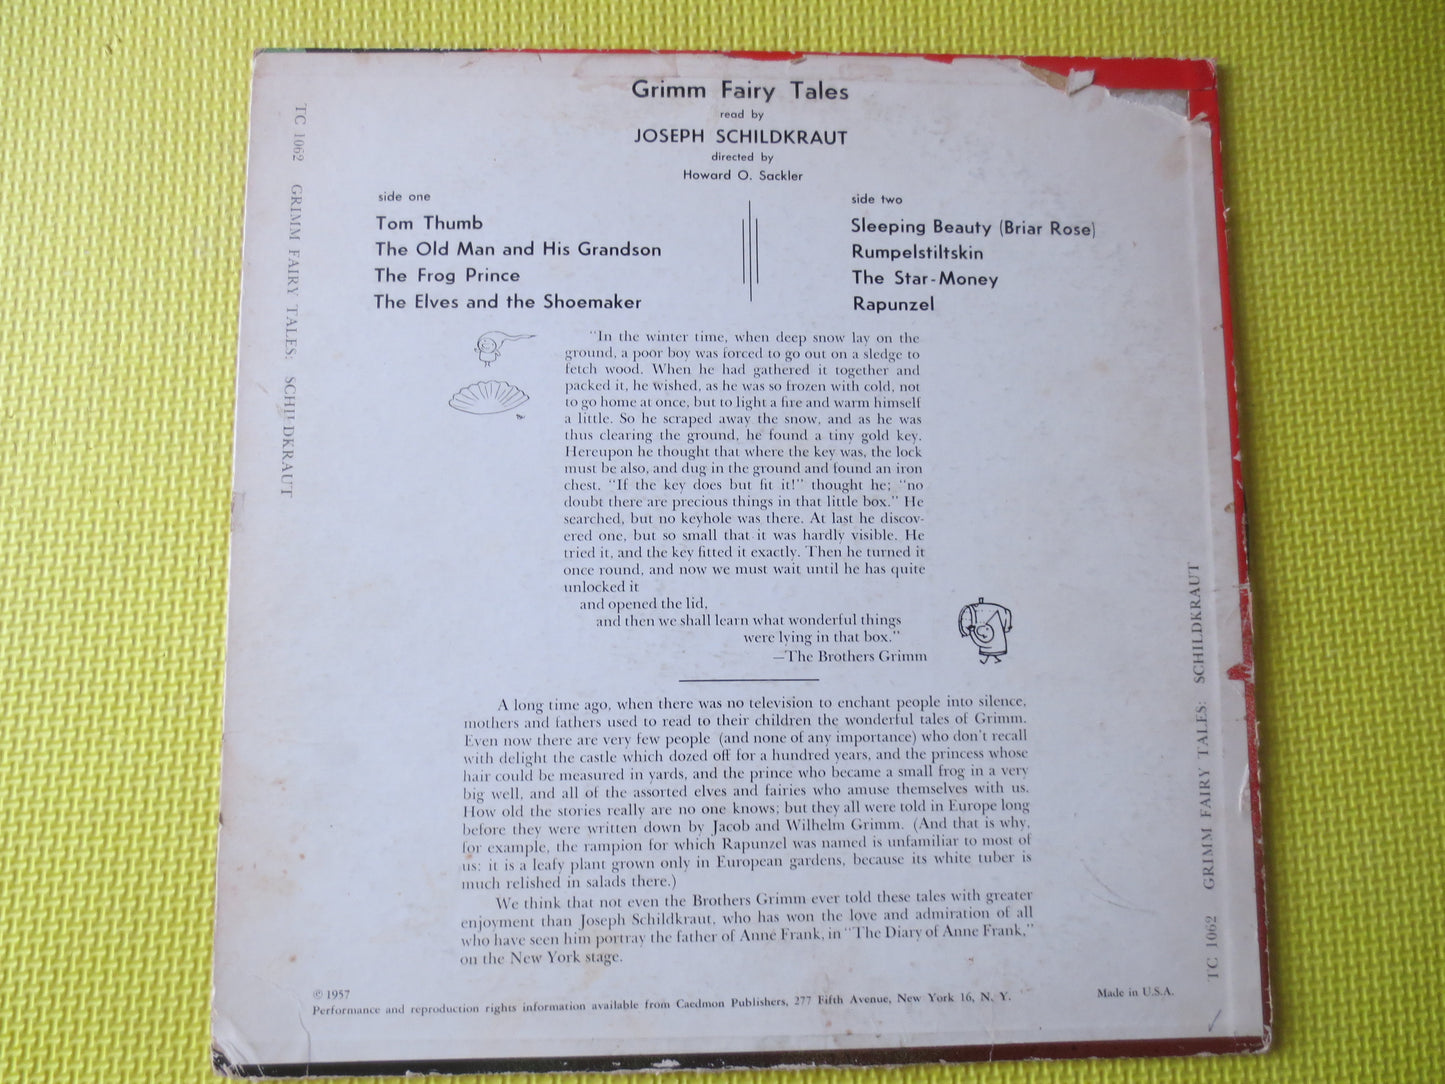 Grimm Fairy Tales
read by
JOSEPH SCHILDKRAUT
directed by
Howard O. Sackler
side one
Tom Thumb
The Old Man and His Grandson
The Frog Prince
The Elves and the Shoemaker
side two
Sleeping Beauty (Briar Rose)
Rumpelstiltskin
The Star-Money
Rapunzel
"In the winter time, when deep snow lay on the
ground, a poor boy was forced to go out on a sledge to
fetch wood. When he had gathered it together and
packed it, he wished, as he was so frozen with cold, not
to go home at once, but to light a fire and warm himself
a little. So he scraped away the snow, and as he was
thus clearing the ground, he found a tiny gold key.
Hereupon he thought that where the key was, the lock
must be also, and dug in the ground and found an iron
chest. "If the key does but fit it!" thought he; "no
doubt there are precious things in that little box." He
searched, but no keyhole was there. At last he discov-
ered one, but so small that it was hardly visible. He
tried it, and the key fitted it exactly. Then he turned it
once round, and now we must wait until he has quite
unlocked it
and opened the lid,
and then we shall learn what wonderful things
were lying in that box."
—The Brothers Grimm
A long time ago, when there was no television to enchant people into silence,
mothers and fathers used to read to their children the wonderful tales of Grimm.
Even now there are very few people (and none of any importance) who don't recall
with delight the castle which dozed off for a hundred years, and the princess whose
hair could be measured in yards, and the prince who became a small frog in a very
big well, and all of the assorted elves and fairies who amuse themselves with us.
How old the stories really are no one knows; but they all were told in Europe long
before they were written down by Jacob and Wilhelm Grimm. (And that is why,
for example, the rampion for which Rapunzel was named is unfamiliar to most of
us: it is a leafy plant grown only in European gardens, because its white tuber is
much relished in salads there.)
We think that not even the Brothers Grimm ever told these tales with greater
enjoyment than Joseph Schildkraut, who has won the love and admiration of all
who have seen him portray the father of Anne Frank, in "The Diary of Anne Frank,"
on the New York stage.
© 1957
Performance and reproduction rights information available from Caedmon Publishers, 277 Fifth Avenue, New York 16, N. Y.
Made in U.S.A.
TC 1062 GRIMM FAIRY TALES: SCHILDKRAUT
TC 1062 GRIMM FAIRY TALES: SCHILDKRAUT